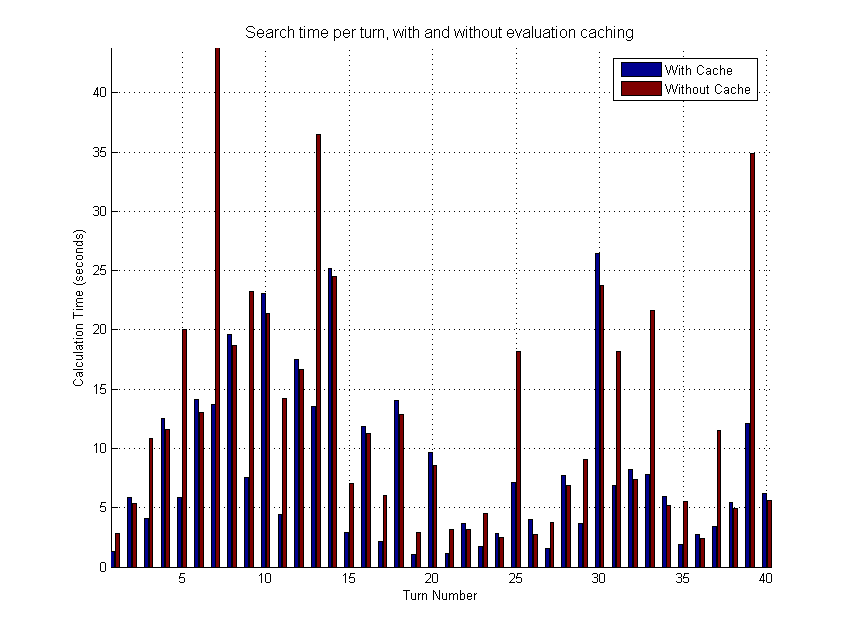 Search time per turn, with and without evaluation caching
With Cache
Without Cache
40
35
30
25
20
15
10
5
0
Calculation Time (seconds)
5 10 15 20 25 30 35 40
Turn Number